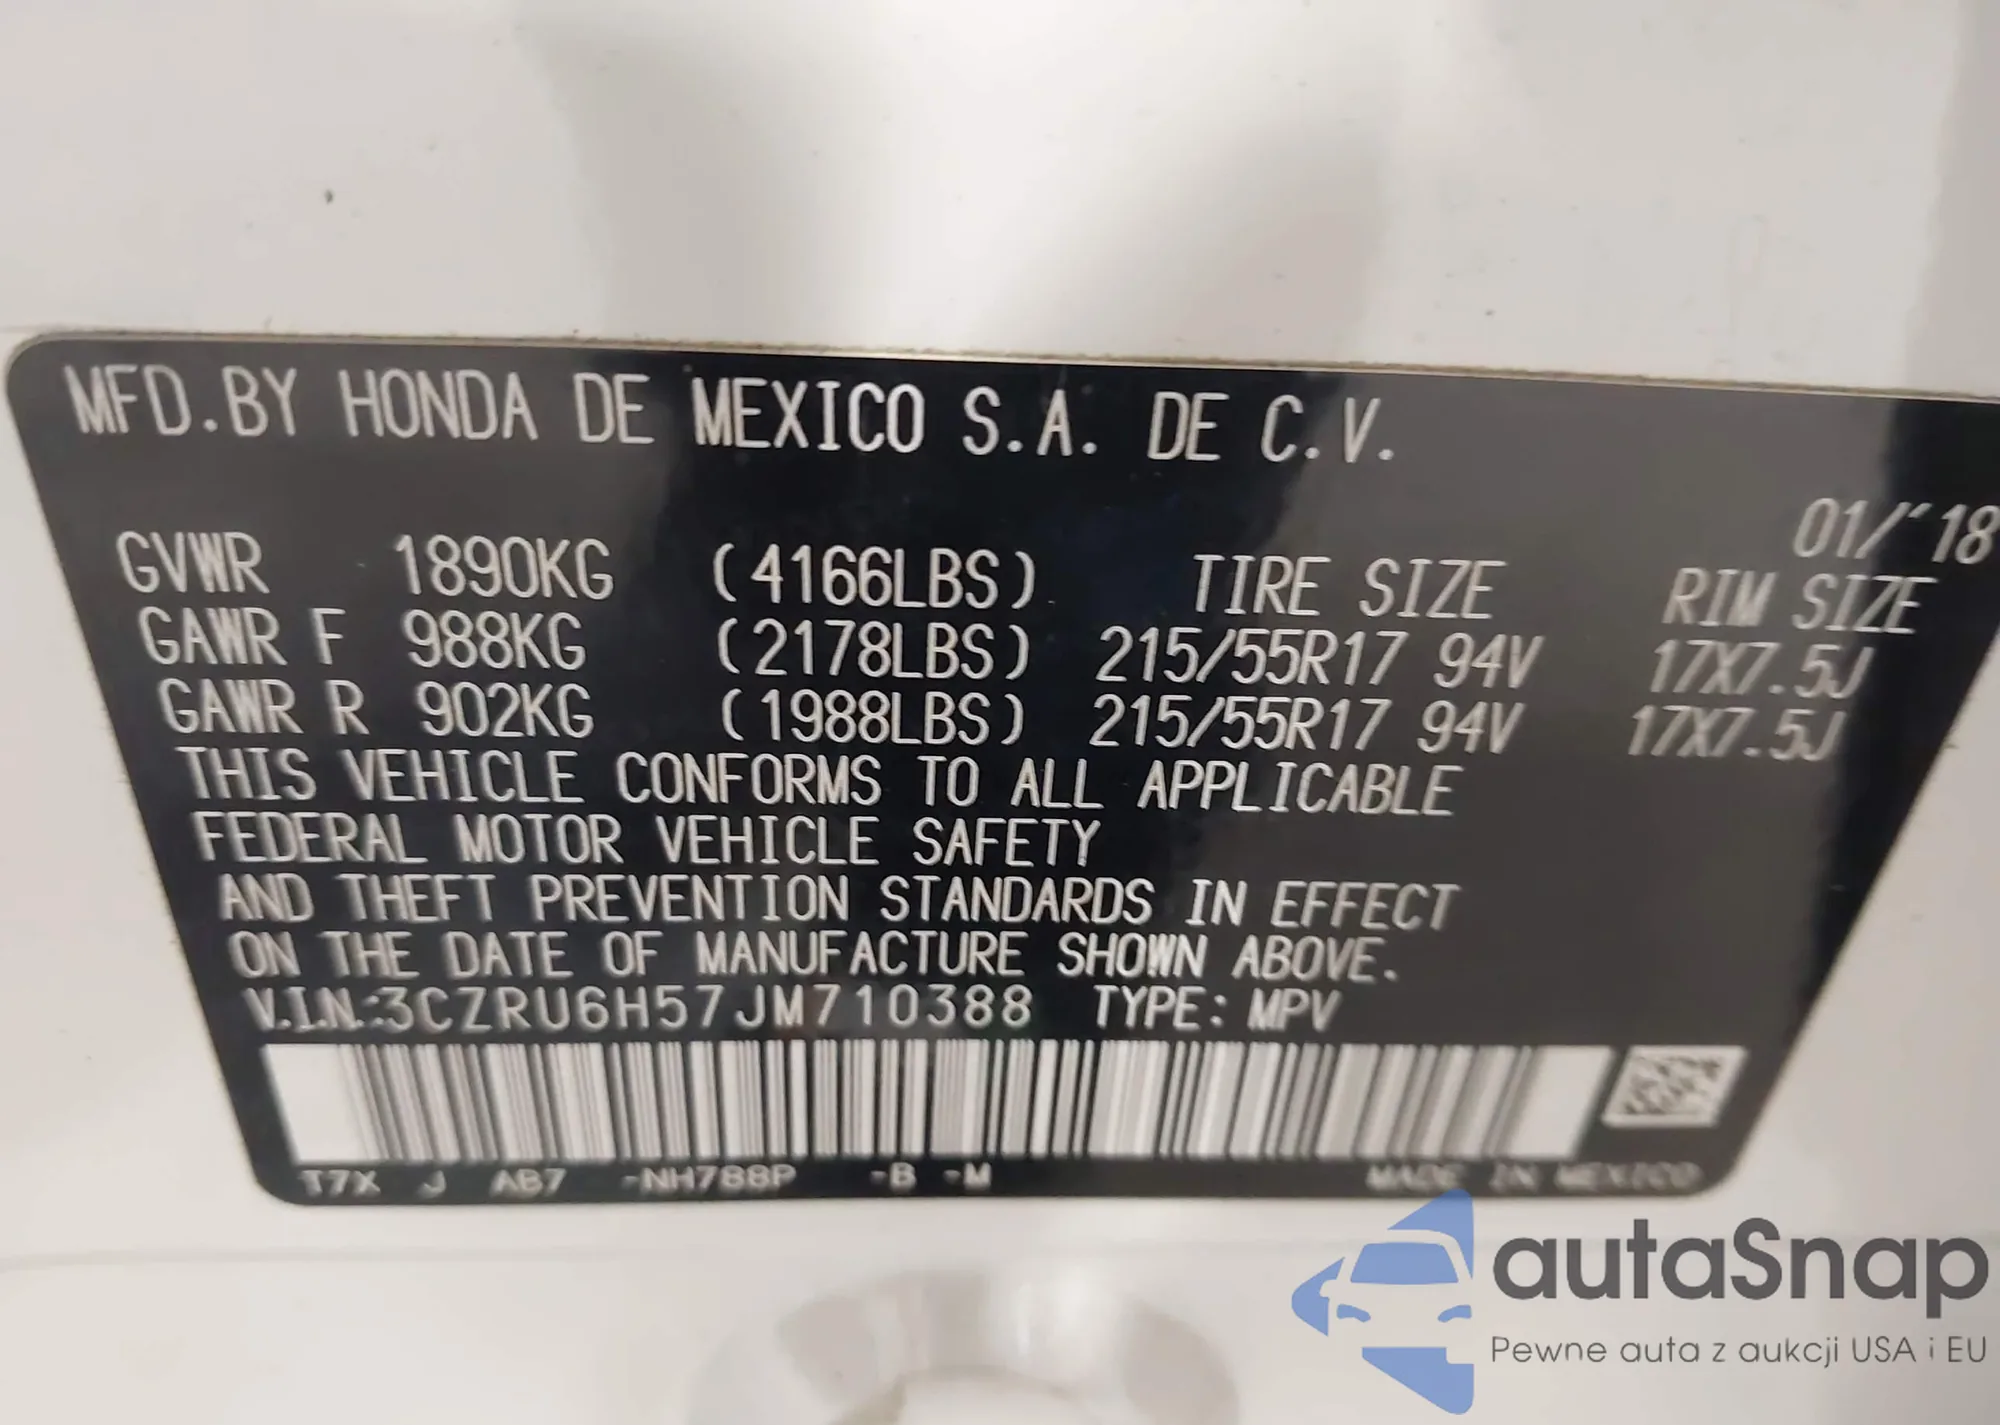 MFD.BY HONDA DE MEXICO S.A. DE C.V.
01/"18
GVWR 1890KG (4166LBS) TIRE SIZE RIM SIZE
GAWR F 988KG (2178LBS) 215/55R17 94V 17X7.5J
GAWR R 902KG (1988LBS) 215/55R17 94V 17X7.5J
THIS VEHICLE CONFORMS TO ALL APPLICABLE
FEDERAL MOTOR VEHICLE SAFETY
AND THEFT PREVENTION STANDARDS IN EFFECT
ON THE DATE OF MANUFACTURE SHOWN ABOVE.
V.I.N.:3CZRU6H57JM710388 TYPE: MPV
T7X J AB7 -NH788P -B -M MADE IN MEXICO
autaSnap
Pewne auta z aukcji USA i EU